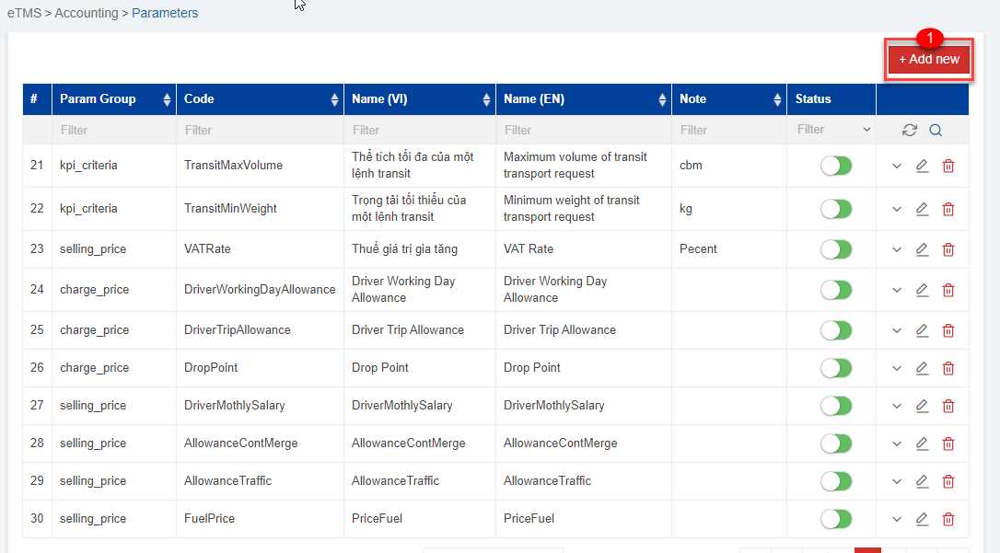 eTMS > Accounting > Parameters
1
+ Add new
# Param Group Code Name (VI) Name (EN) Note Status
Filter Filter Filter Filter Filter Filter
21 kpi_criteria TransitMaxVolume Thể tích tối đa của một lệnh transit Maximum volume of transit transport request cbm
22 kpi_criteria TransitMinWeight Trọng tải tối thiểu của một lệnh transit Minimum weight of transit transport request kg
23 selling_price VATRate Thuế giá trị gia tăng VAT Rate Pecent
24 charge_price DriverWorkingDayAllowance Driver Working Day Allowance Driver Working Day Allowance
25 charge_price DriverTripAllowance Driver Trip Allowance Driver Trip Allowance
26 charge_price DropPoint Drop Point Drop Point
27 selling_price DriverMothlySalary DriverMothlySalary DriverMothlySalary
28 selling_price AllowanceContMerge AllowanceContMerge AllowanceContMerge
29 selling_price AllowanceTraffic AllowanceTraffic AllowanceTraffic
30 selling_price FuelPrice PriceFuel PriceFuel